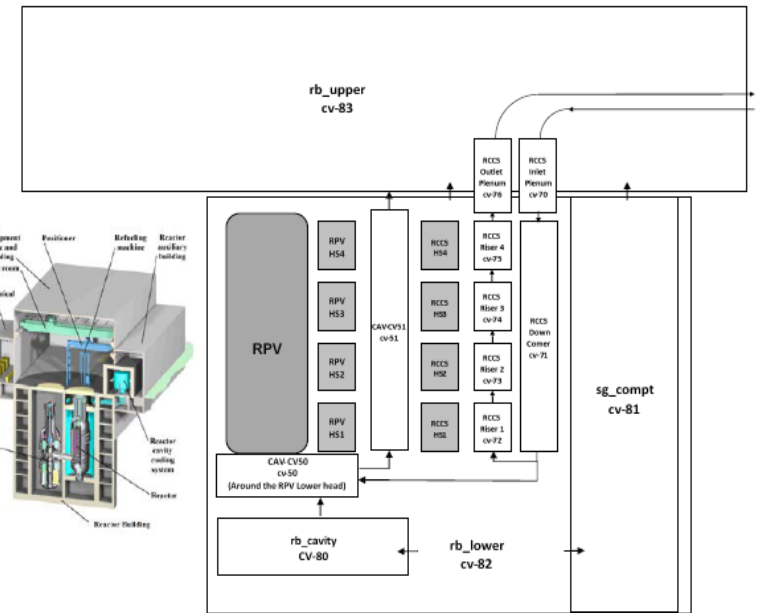 rb_upper
cv-83
RCCS
Outlet
Plenum
cv-76
RCCS
Inlet
Plenum
cv-70
RPV
RPV
HS4
RPV
HS3
RPV
HS2
RPV
HS1
CAV-CV51
cv-51
RCCS
HS4
RCCS
HS3
RCCS
HS2
RCCS
HS1
RCCS
Riser 4
cv-75
RCCS
Riser 3
cv-74
RCCS
Riser 2
cv-73
RCCS
Riser 1
cv-72
RCCS
Down
Comer
cv-71
sg_compt
cv-81
CAV-CV50
cv-50
(Around the RPV Lower head)
rb_cavity
CV-80
rb_lower
cv-82
Positioner
Refueling
machine
Reactor
auxiliary
building
Reactor
cavity
cooling
system
Reactor
Reactor Building